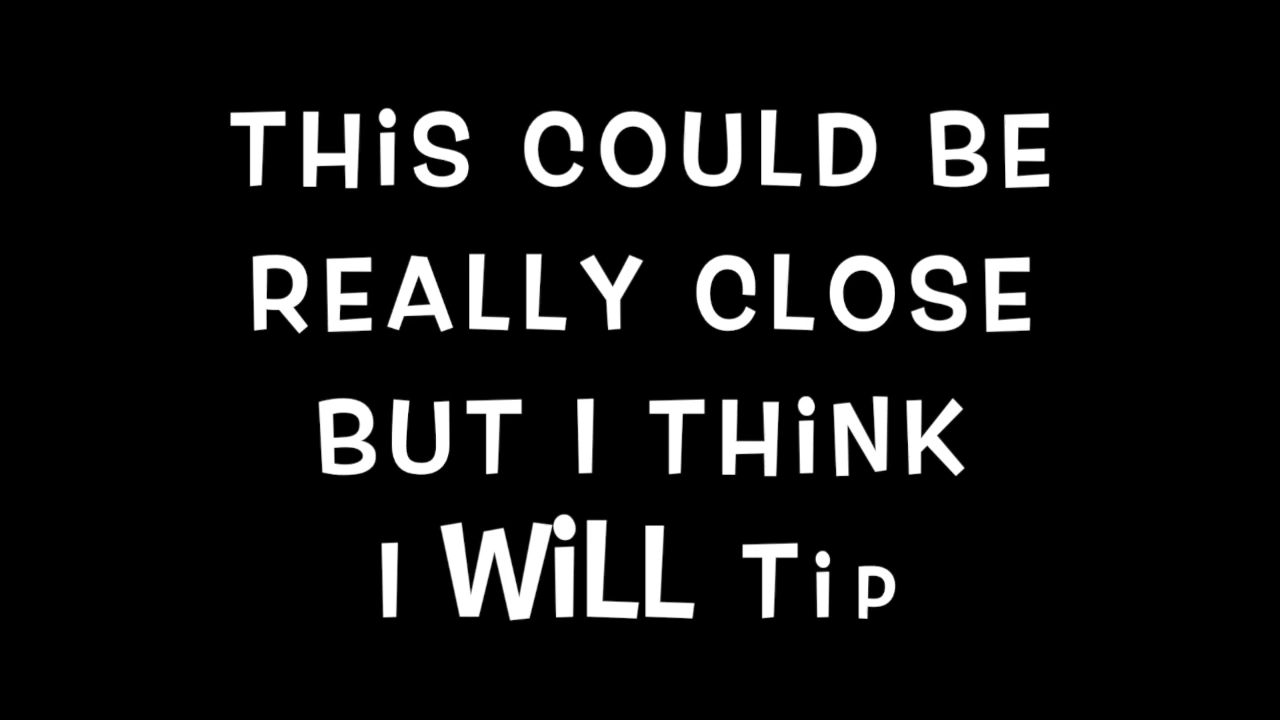 THiS COULD BE
REALLY CLOSE
BUT I THiNK
I WiLL TiP